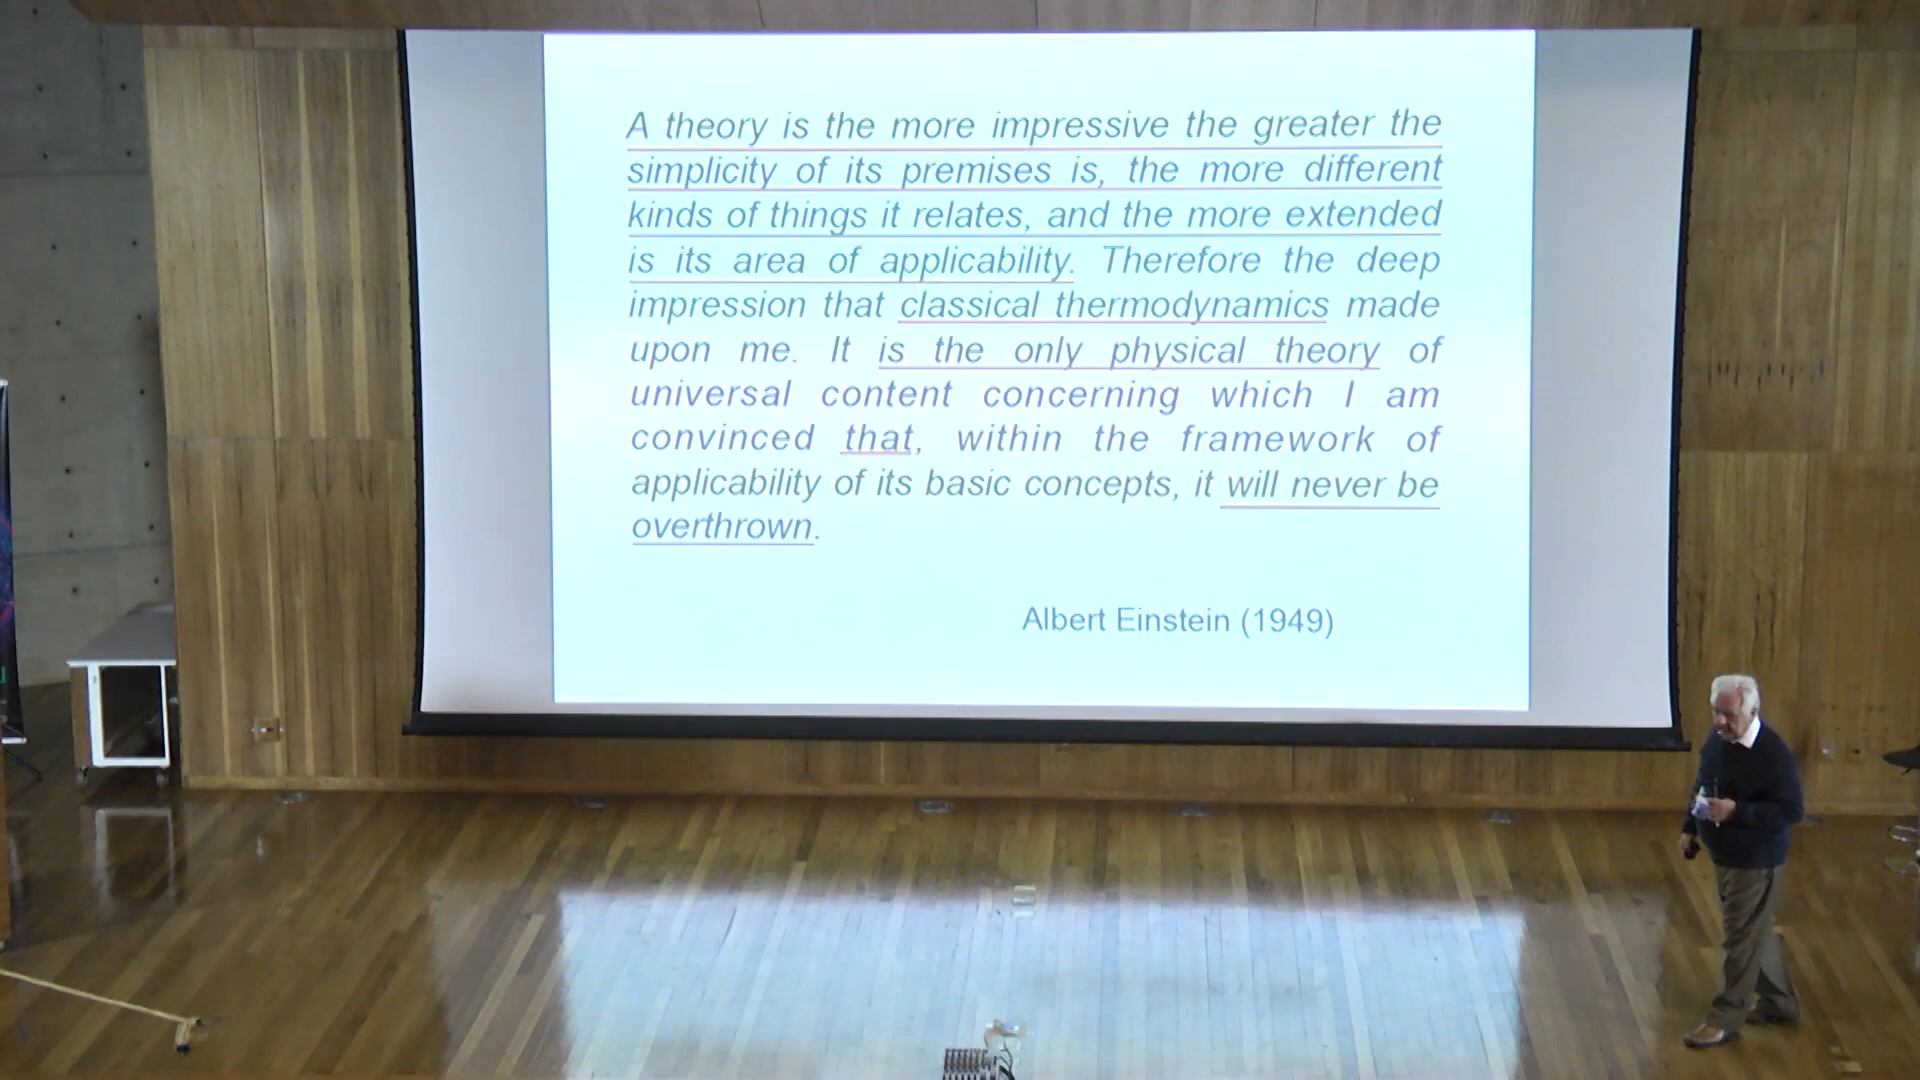 A theory is the more impressive the greater the
simplicity of its premises is, the more different
kinds of things it relates, and the more extended
is its area of applicability. Therefore the deep
impression that classical thermodynamics made
upon me. It is the only physical theory of
universal content concerning which I am
convinced that, within the framework of
applicability of its basic concepts, it will never be
overthrown.
Albert Einstein (1949)